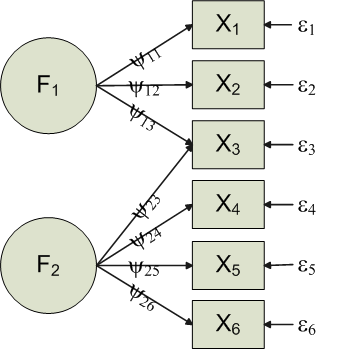 X₁
ε₁
ψ₁₁
F₁
ψ₁₂
X₂
ε₂
ψ₁₃
X₃
ε₃
ψ₂₃
X₄
ε₄
ψ₂₄
F₂
ψ₂₅
X₅
ε₅
ψ₂₆
X₆
ε₆